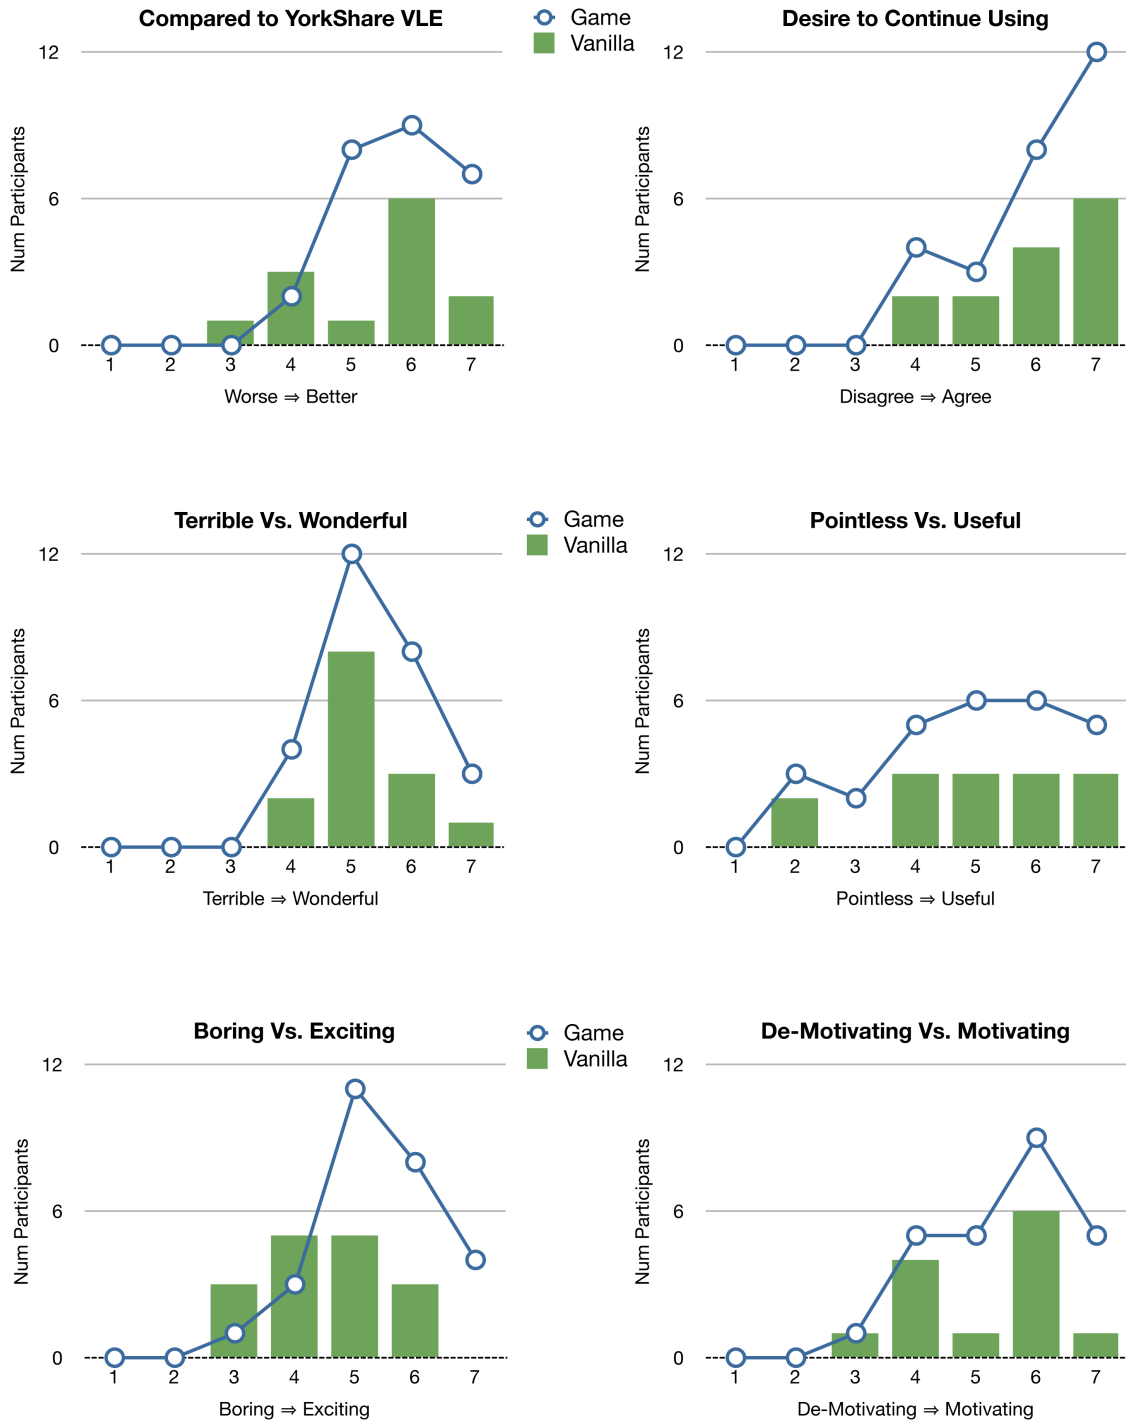 Compared to YorkShare VLE
Game
Vanilla
12
6
0
Num Participants
1 2 3 4 5 6 7
Worse ⇒ Better
Desire to Continue Using
12
6
0
Num Participants
1 2 3 4 5 6 7
Disagree ⇒ Agree
Terrible Vs. Wonderful
Game
Vanilla
12
6
0
Num Participants
1 2 3 4 5 6 7
Terrible ⇒ Wonderful
Pointless Vs. Useful
12
6
0
Num Participants
1 2 3 4 5 6 7
Pointless ⇒ Useful
Boring Vs. Exciting
Game
Vanilla
12
6
0
Num Participants
1 2 3 4 5 6 7
Boring ⇒ Exciting
De-Motivating Vs. Motivating
12
6
0
Num Participants
1 2 3 4 5 6 7
De-Motivating ⇒ Motivating